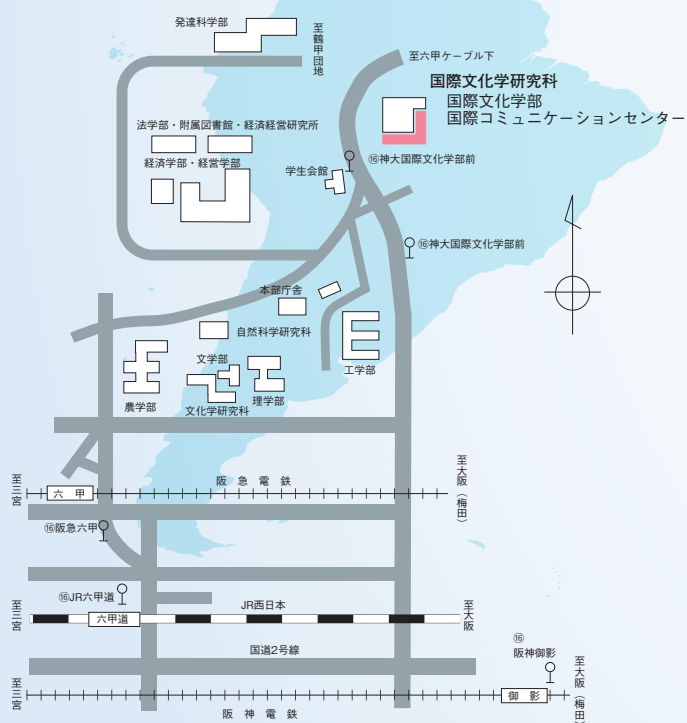 発達科学部
至鶴甲団地
至六甲ケーブル下
国際文化学研究科
国際文化学部
国際コミュニケーションセンター
法学部・附属図書館・経済経営研究所
経済学部・経営学部
学生会館
⑯神大国際文化学部前
⑯神大国際文化学部前
本部庁舎
自然科学研究科
文学部
工学部
理学部
農学部
文化学研究科
至三宮
六甲
阪急電鉄
至大阪（梅田）
⑯阪急六甲
⑯JR六甲道
至三宮
六甲道
JR西日本
至大阪
国道2号線
⑯
阪神御影
至三宮
御影
阪神電鉄
至大阪（梅田）